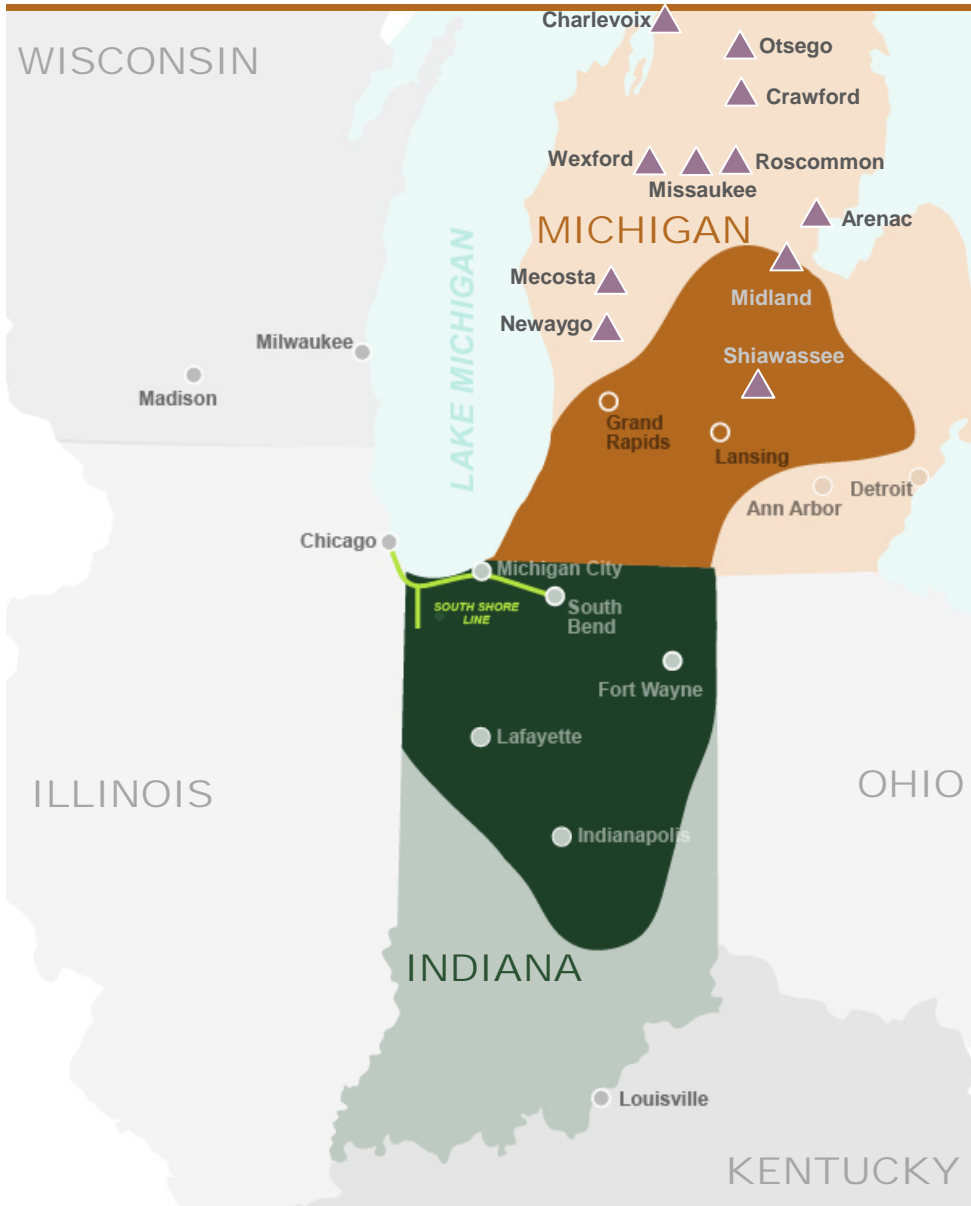 Charlevoix
WISCONSIN
Otsego
Crawford
Wexford
Roscommon
Missaukee
Arenac
MICHIGAN
Mecosta
Midland
Newaygo
LAKE MICHIGAN
Milwaukee
Shiawassee
Madison
Grand
Rapids
Lansing
Detroit
Ann Arbor
Chicago
Michigan City
SOUTH SHORE
LINE
South
Bend
Fort Wayne
Lafayette
ILLINOIS
OHIO
Indianapolis
INDIANA
Louisville
KENTUCKY